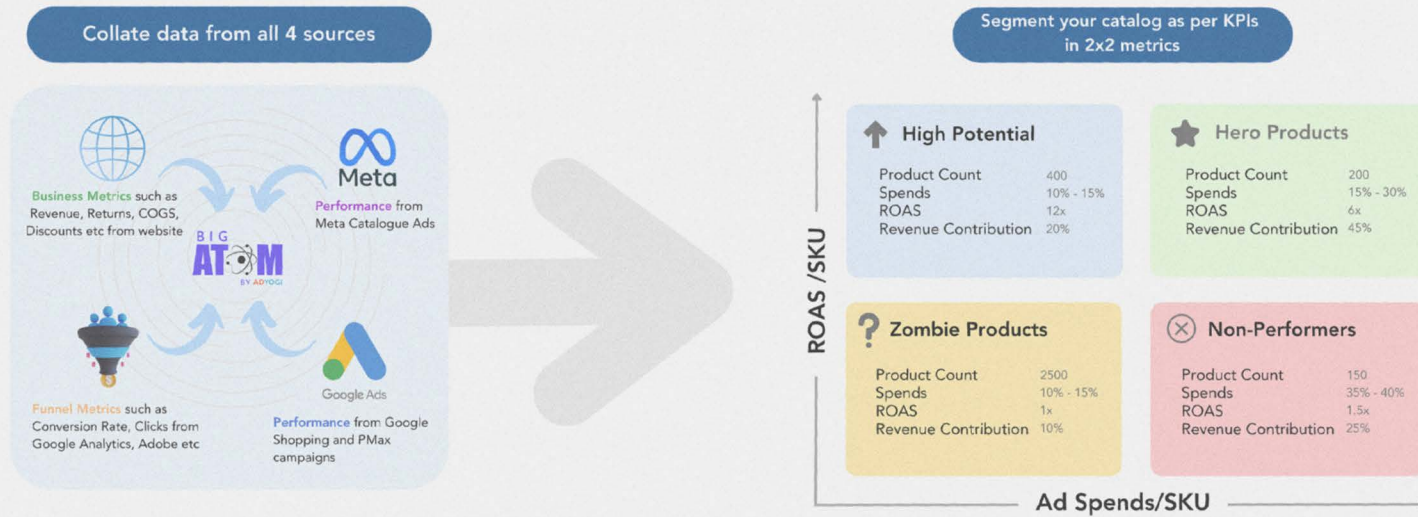 Collate data from all 4 sources
Business Metrics such as
Revenue, Returns, COGS,
Discounts etc from website
Meta
Performance from
Meta Catalogue Ads
BIG
ATOM
BY ADYOGI
Funnel Metrics such as
Conversion Rate, Clicks from
Google Analytics, Adobe etc
Google Ads
Performance from Google
Shopping and PMax
campaigns
Segment your catalog as per KPIs
in 2x2 metrics
ROAS /SKU
High Potential
Product Count 400
Spends 10% - 15%
ROAS 12x
Revenue Contribution 20%
Hero Products
Product Count 200
Spends 15% - 30%
ROAS 6x
Revenue Contribution 45%
Zombie Products
Product Count 2500
Spends 10% - 15%
ROAS 1x
Revenue Contribution 10%
Non-Performers
Product Count 150
Spends 35% - 40%
ROAS 1.5x
Revenue Contribution 25%
Ad Spends/SKU